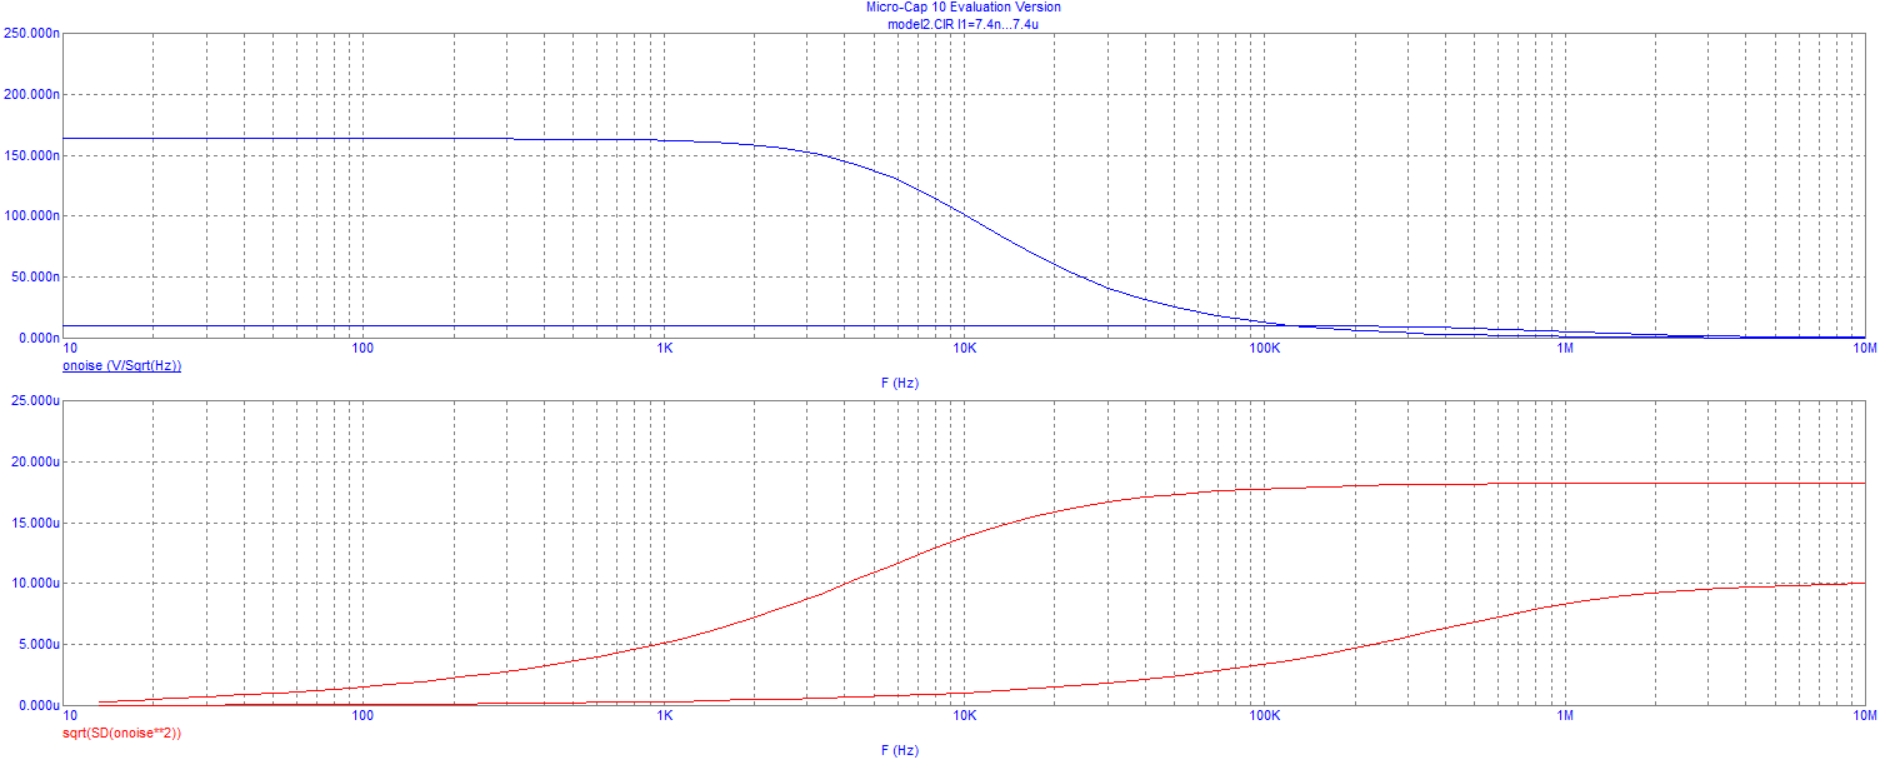 Micro-Cap 10 Evaluation Version
model2.CIR I1=7.4n...7.4u
250.000n
200.000n
150.000n
100.000n
50.000n
0.000n
10 100 1K 10K 100K 1M 10M
onoise (V/Sqrt(Hz))
F (Hz)
25.000u
20.000u
15.000u
10.000u
5.000u
0.000u
10 100 1K 10K 100K 1M 10M
sqrt(SD(onoise**2))
F (Hz)